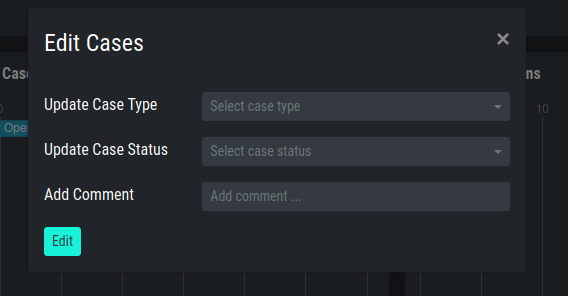 Edit Cases
×
Cas
ns
10
Ope
Update Case Type
Select case type
Update Case Status
Select case status
Add Comment
Add comment ...
Edit